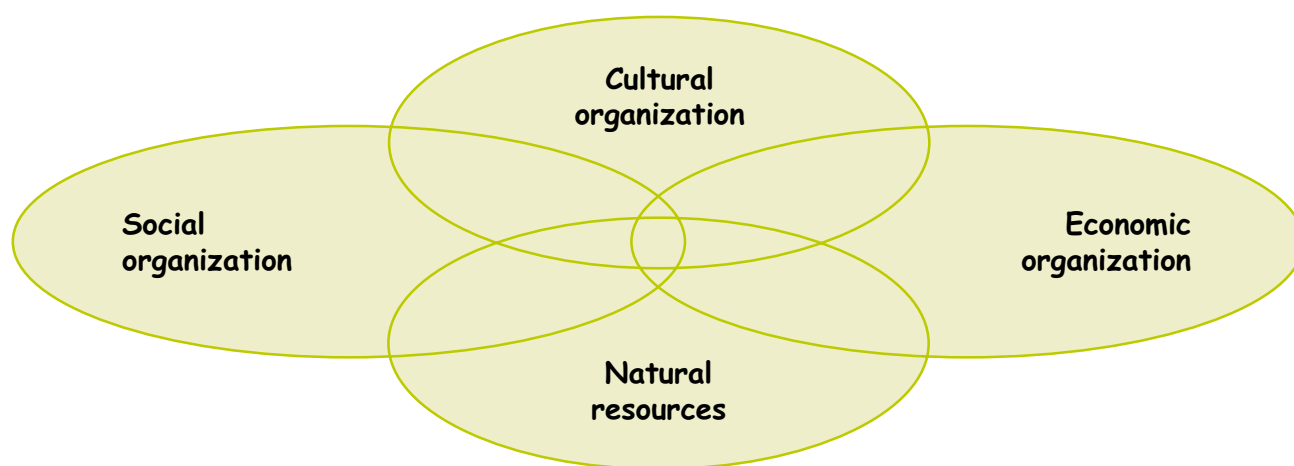 Cultural
organization
Social
organization
Economic
organization
Natural
resources